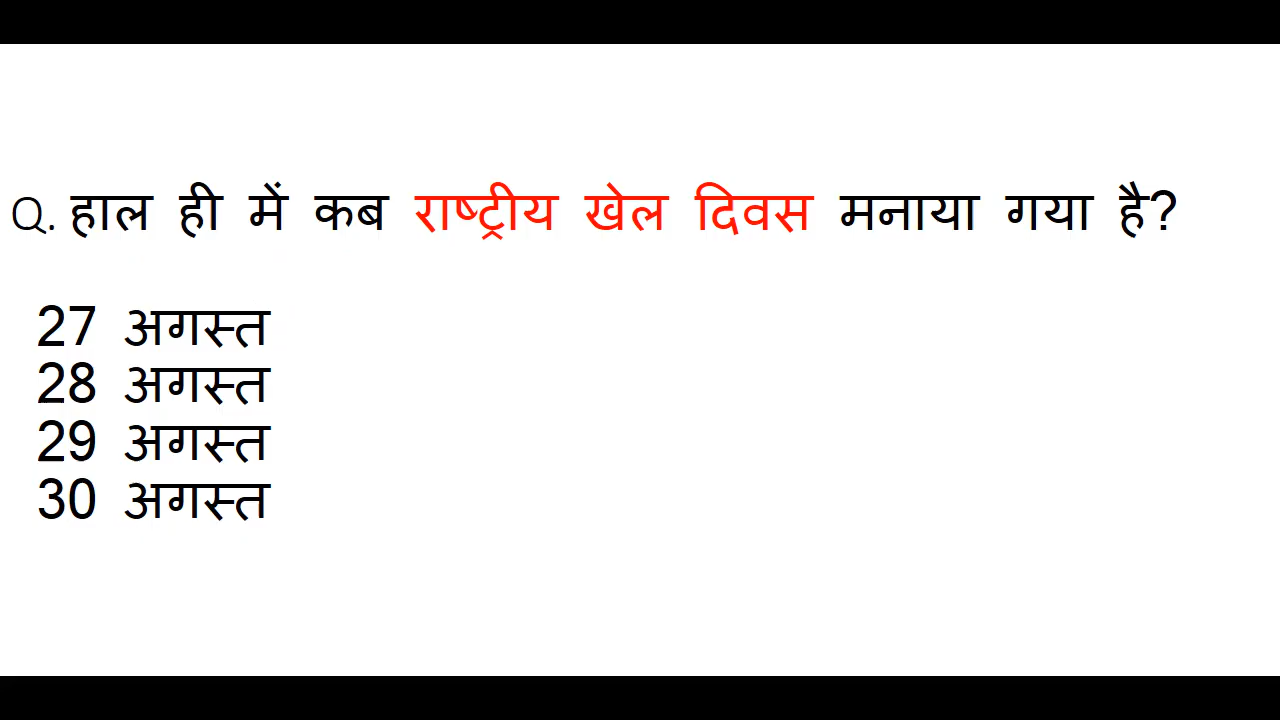 Q. हाल ही में कब राष्ट्रीय खेल दिवस मनाया गया है?
27 अगस्त
28 अगस्त
29 अगस्त
30 अगस्त